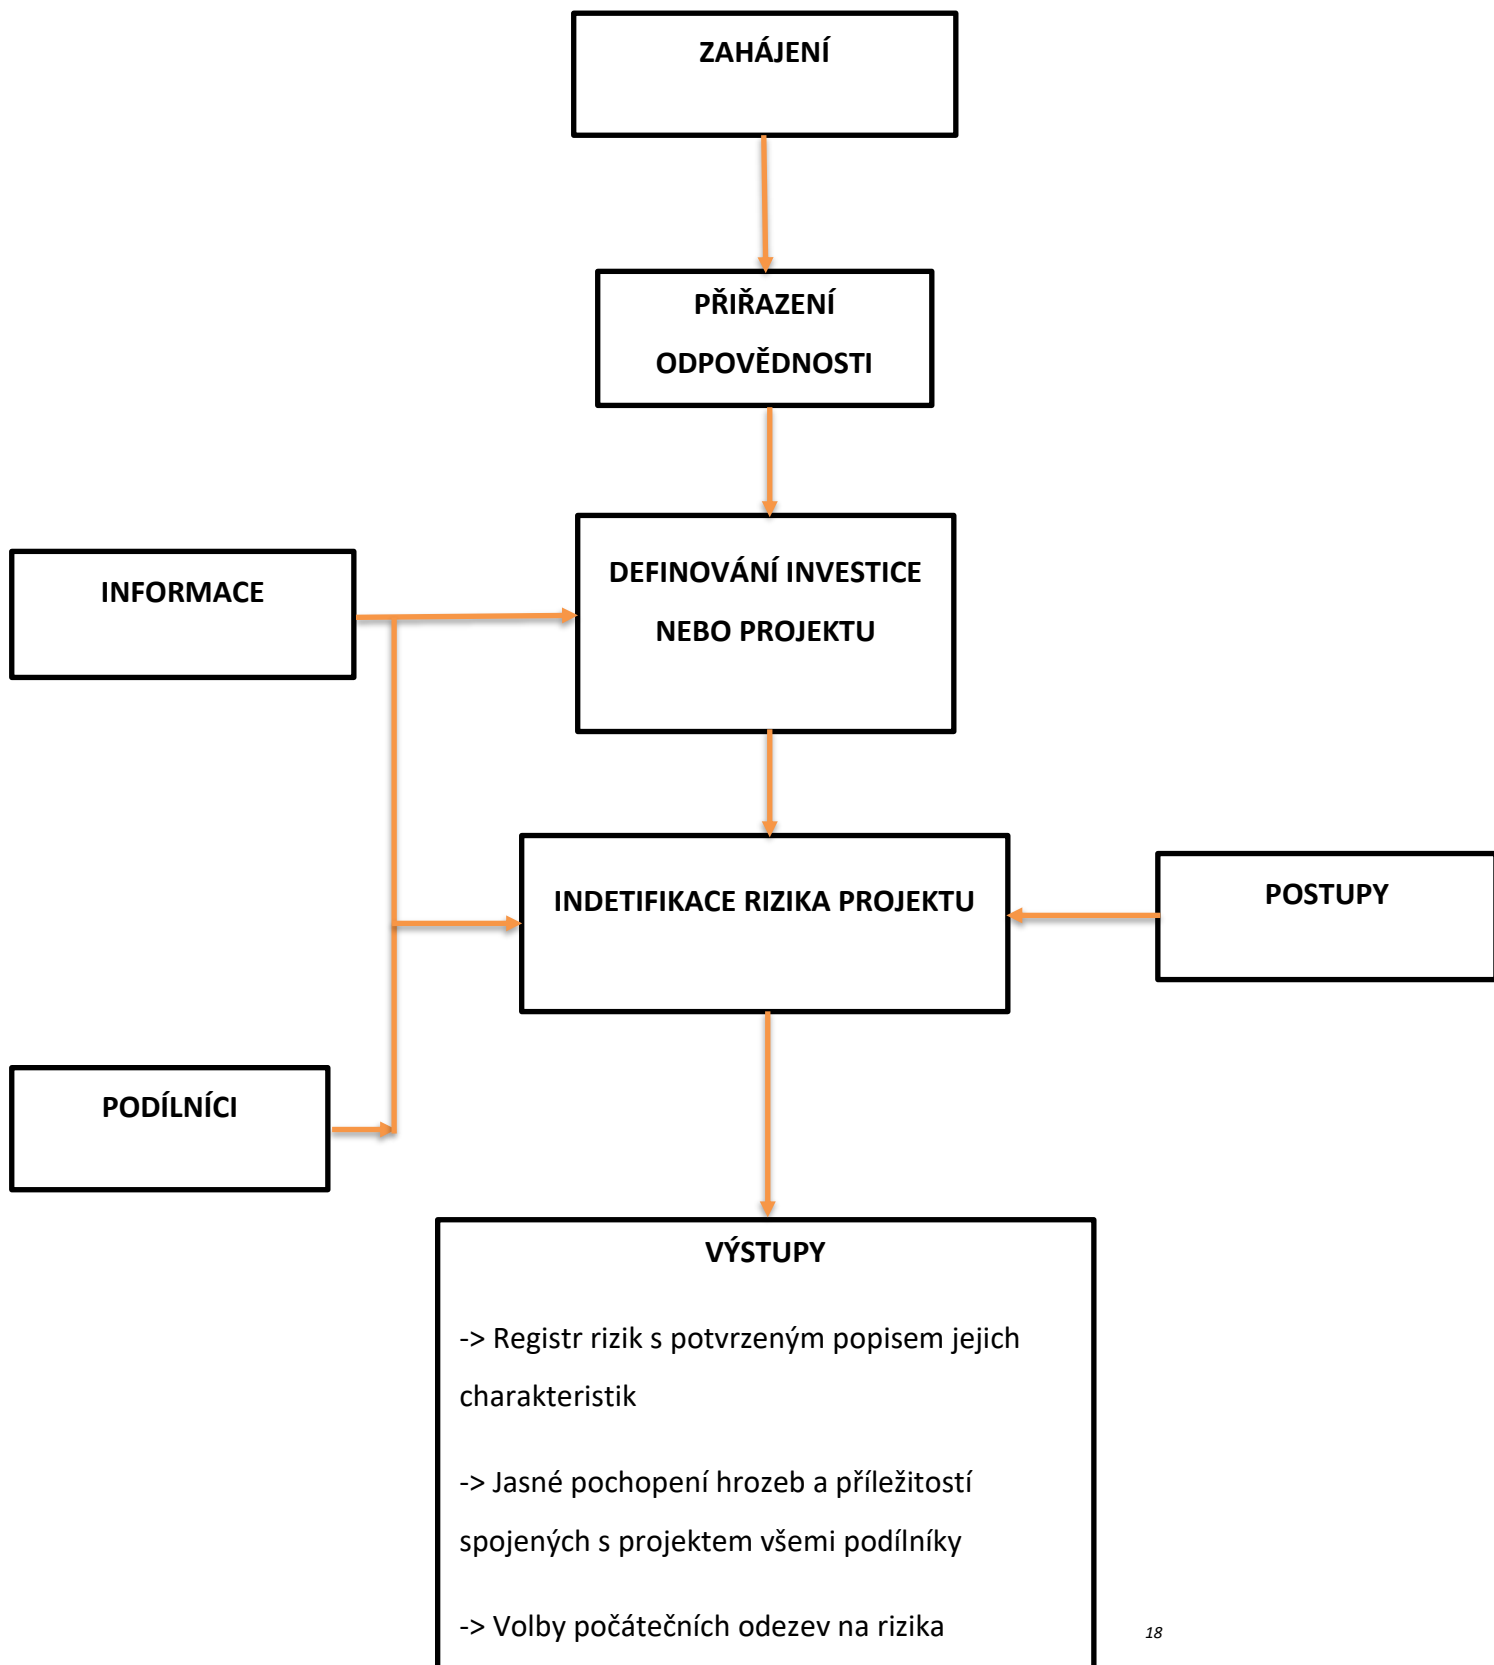 ZAHÁJENÍ
PŘIŘAZENÍ
ODPOVĚDNOSTI
DEFINOVÁNÍ INVESTICE
NEBO PROJEKTU
INFORMACE
INDETIFIKACE RIZIKA PROJEKTU
POSTUPY
PODÍLNÍCI
VÝSTUPY
-> Registr rizik s potvrzeným popisem jejich
charakteristik
-> Jasné pochopení hrozeb a příležitostí
spojených s projektem všemi podílníky
-> Volby počátečních odezev na rizika
18